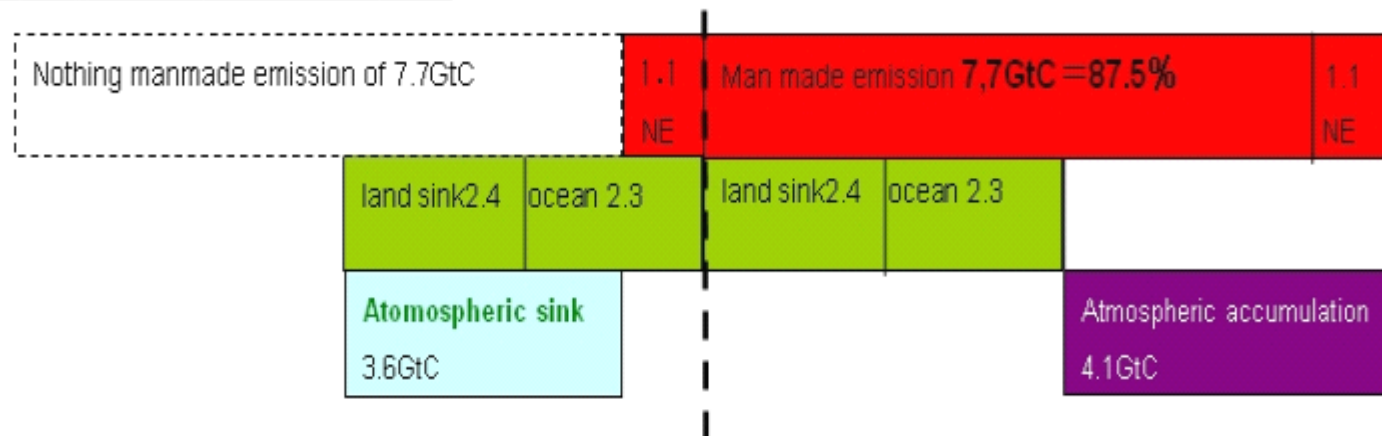 Nothing manmade emission of 7.7GtC
1.1
NE
Man made emission 7,7GtC=87.5%
1.1
NE
land sink2.4
ocean 2.3
land sink2.4
ocean 2.3
Atomospheric sink
3.6GtC
Atmospheric accumulation
4.1GtC